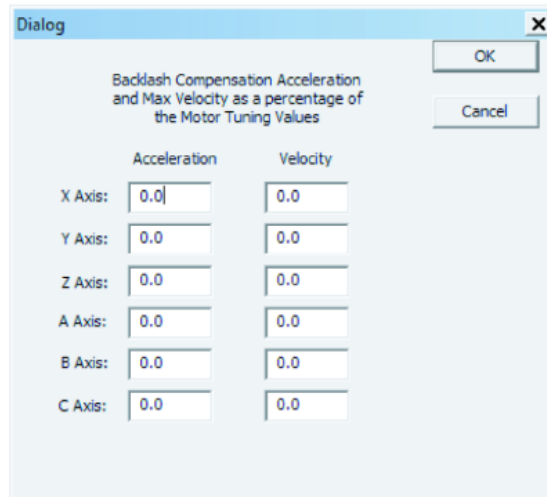 Dialog
OK
Backlash Compensation Acceleration
and Max Velocity as a percentage of
the Motor Tuning Values
Cancel
Acceleration Velocity
X Axis: 0.0 0.0
Y Axis: 0.0 0.0
Z Axis: 0.0 0.0
A Axis: 0.0 0.0
B Axis: 0.0 0.0
C Axis: 0.0 0.0